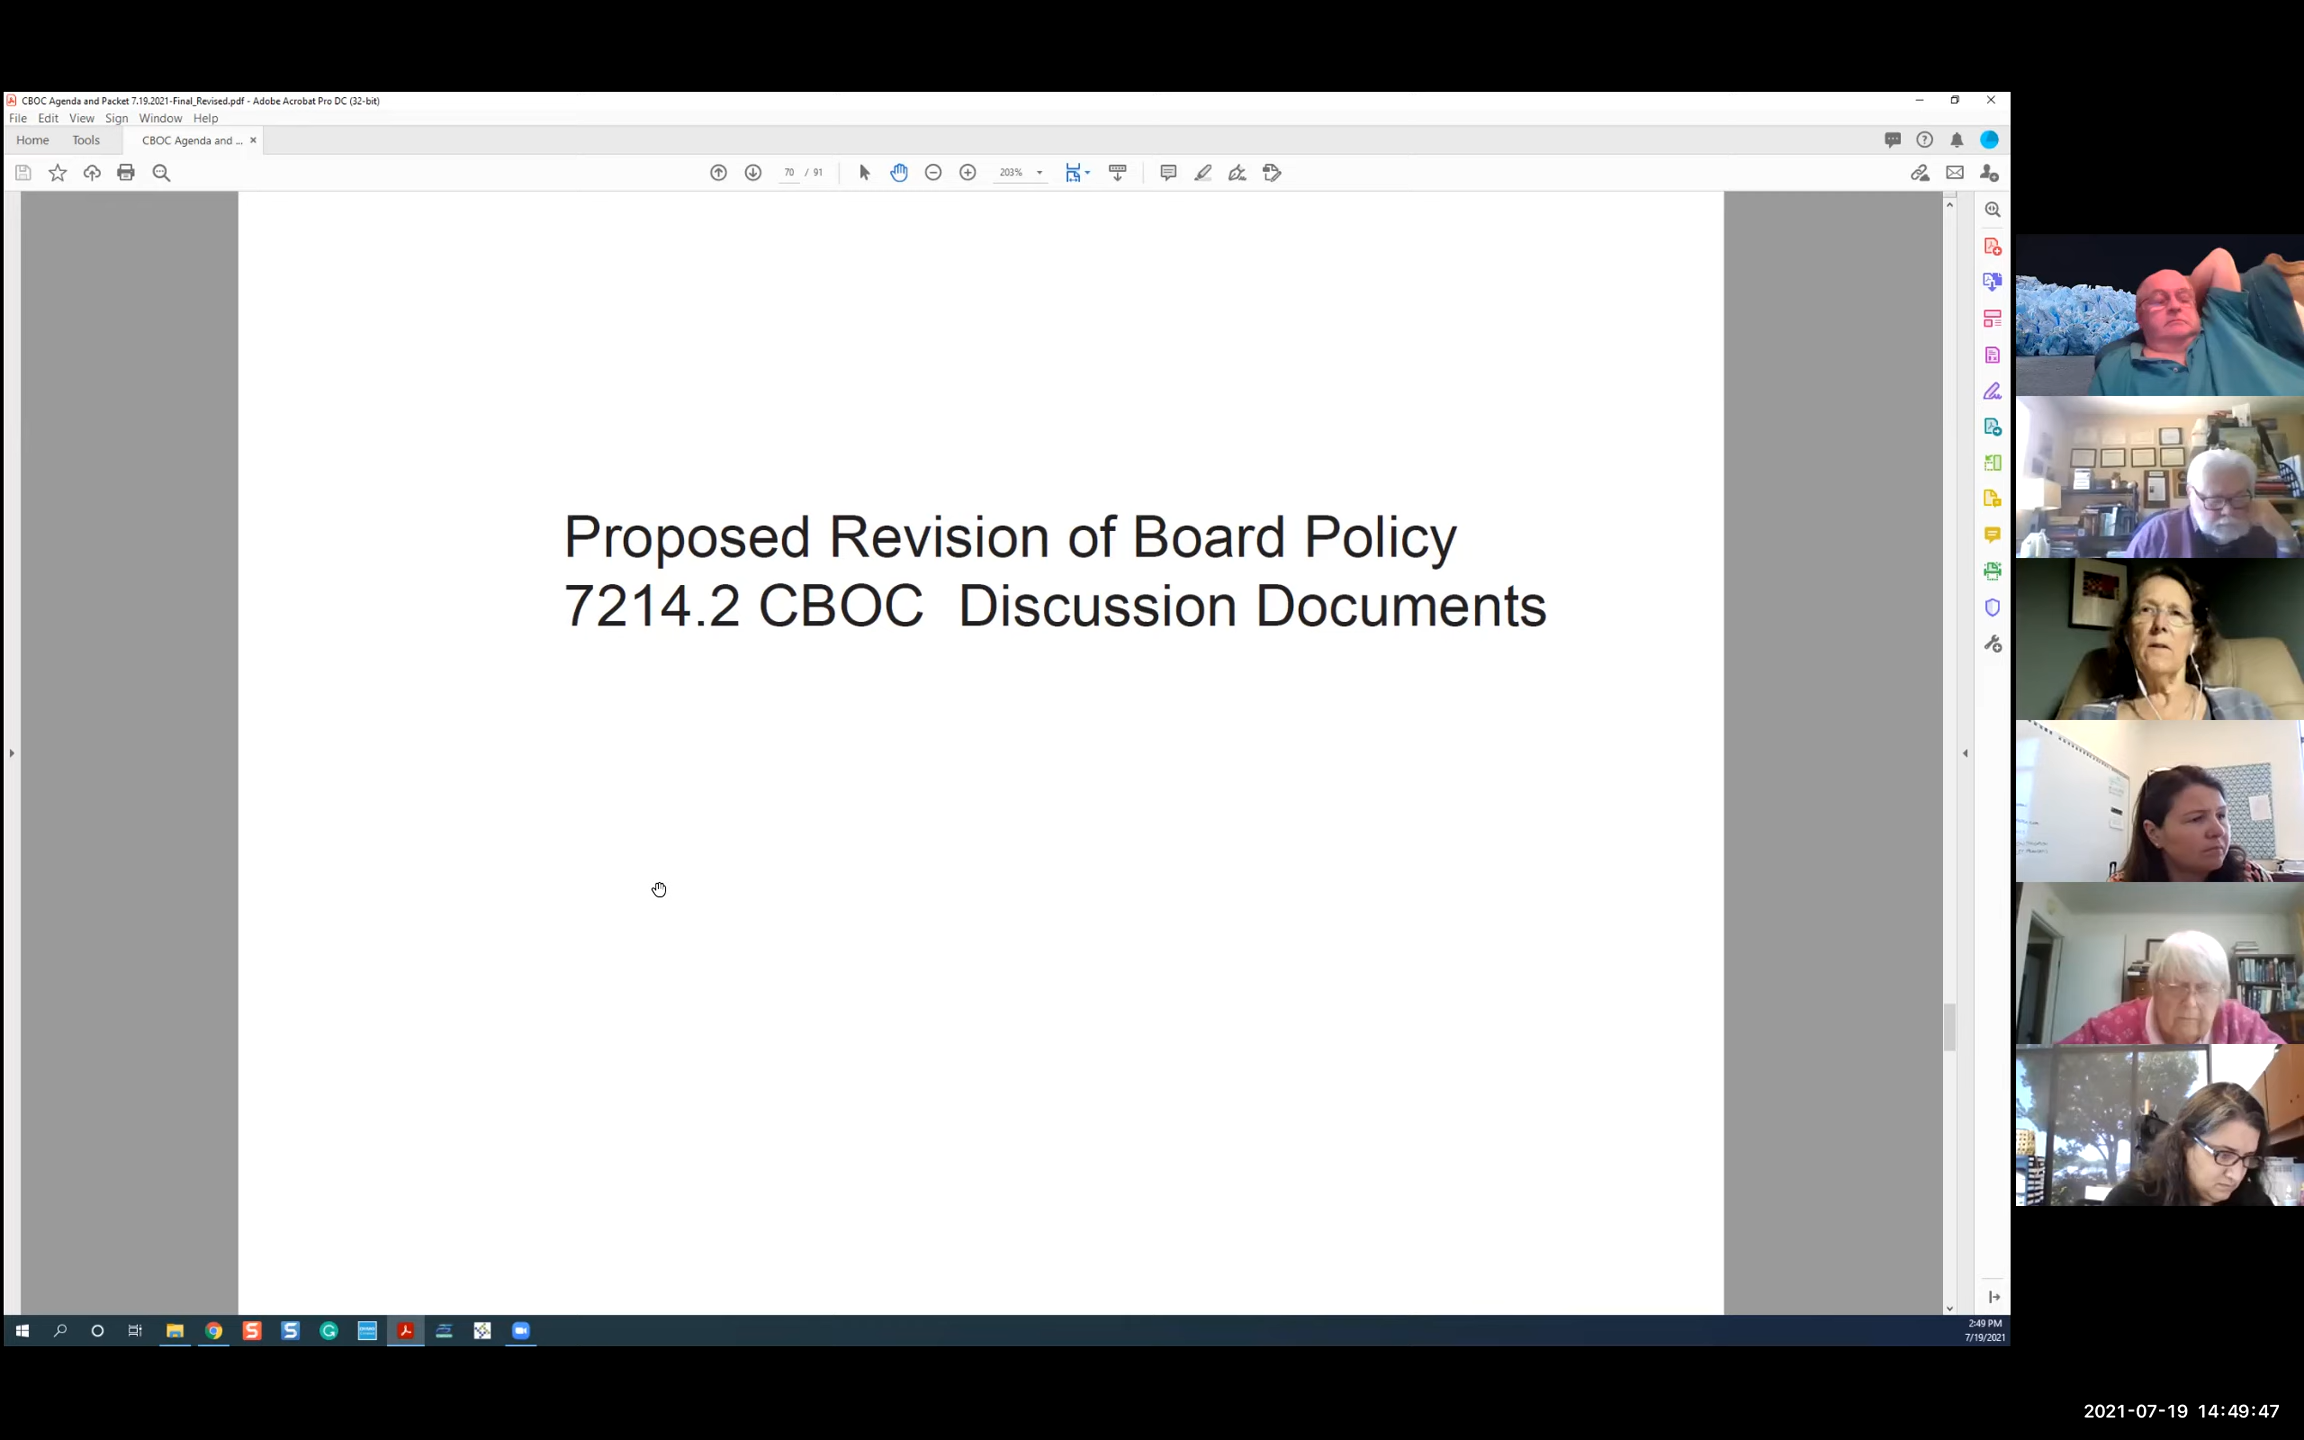 CBOC Agenda and Packet 7.19.2021-Final_Revised.pdf - Adobe Acrobat Pro DC (32-bit)
File Edit View Sign Window Help
Home Tools CBOC Agenda and ...
70 / 91 203%
Proposed Revision of Board Policy
7214.2 CBOC Discussion Documents
2:49 PM
7/19/2021
2021-07-19 14:49:47